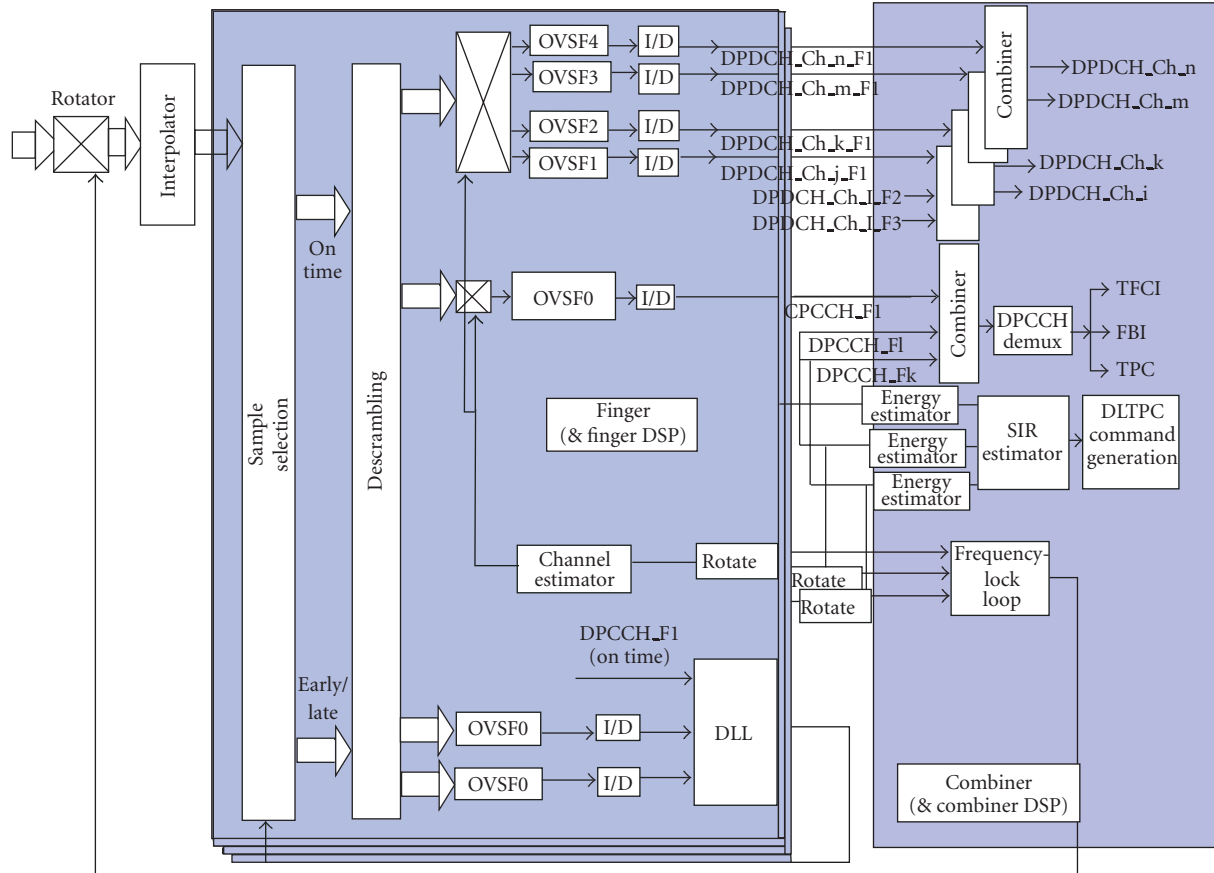 Rotator
Interpolator
Sample
selection
On
time
Early/
late
Descrambling
OVSF4
I/D
DPDCH_Ch_n_F1
OVSF3
I/D
DPDCH_Ch_m_F1
OVSF2
I/D
DPDCH_Ch_k_F1
OVSF1
I/D
DPDCH_Ch_j_F1
DPDCH_Ch_I_F2
DPDCH_Ch_I_F3
Combiner
DPDCH_Ch_n
DPDCH_Ch_m
DPDCH_Ch_k
DPDCH_Ch_i
OVSF0
I/D
CPCCH_F1
DPCCH_Fl
DPCCH_Fk
Combiner
DPCCH
demux
TFCI
FBI
TPC
Finger
(& finger DSP)
Energy
estimator
Energy
estimator
Energy
estimator
SIR
estimator
DLTPC
command
generation
Channel
estimator
Rotate
Rotate
Rotate
Frequency-
lock
loop
DPCCH_F1
(on time)
OVSF0
I/D
OVSF0
I/D
DLL
Combiner
(& combiner DSP)